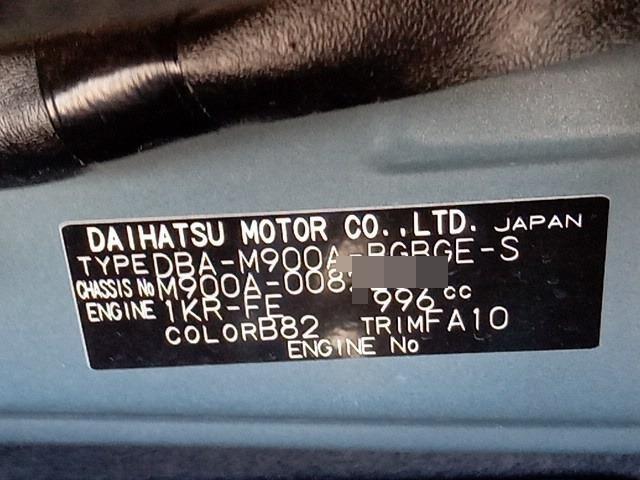 DAIHATSU MOTOR CO.,LTD. JAPAN
TYPE DBA-M900A-BGBGE-S
CHASSIS No M900A-008
ENGINE 1KR-FE 996 cc
COLOR B82 TRIM FA10
ENGINE No